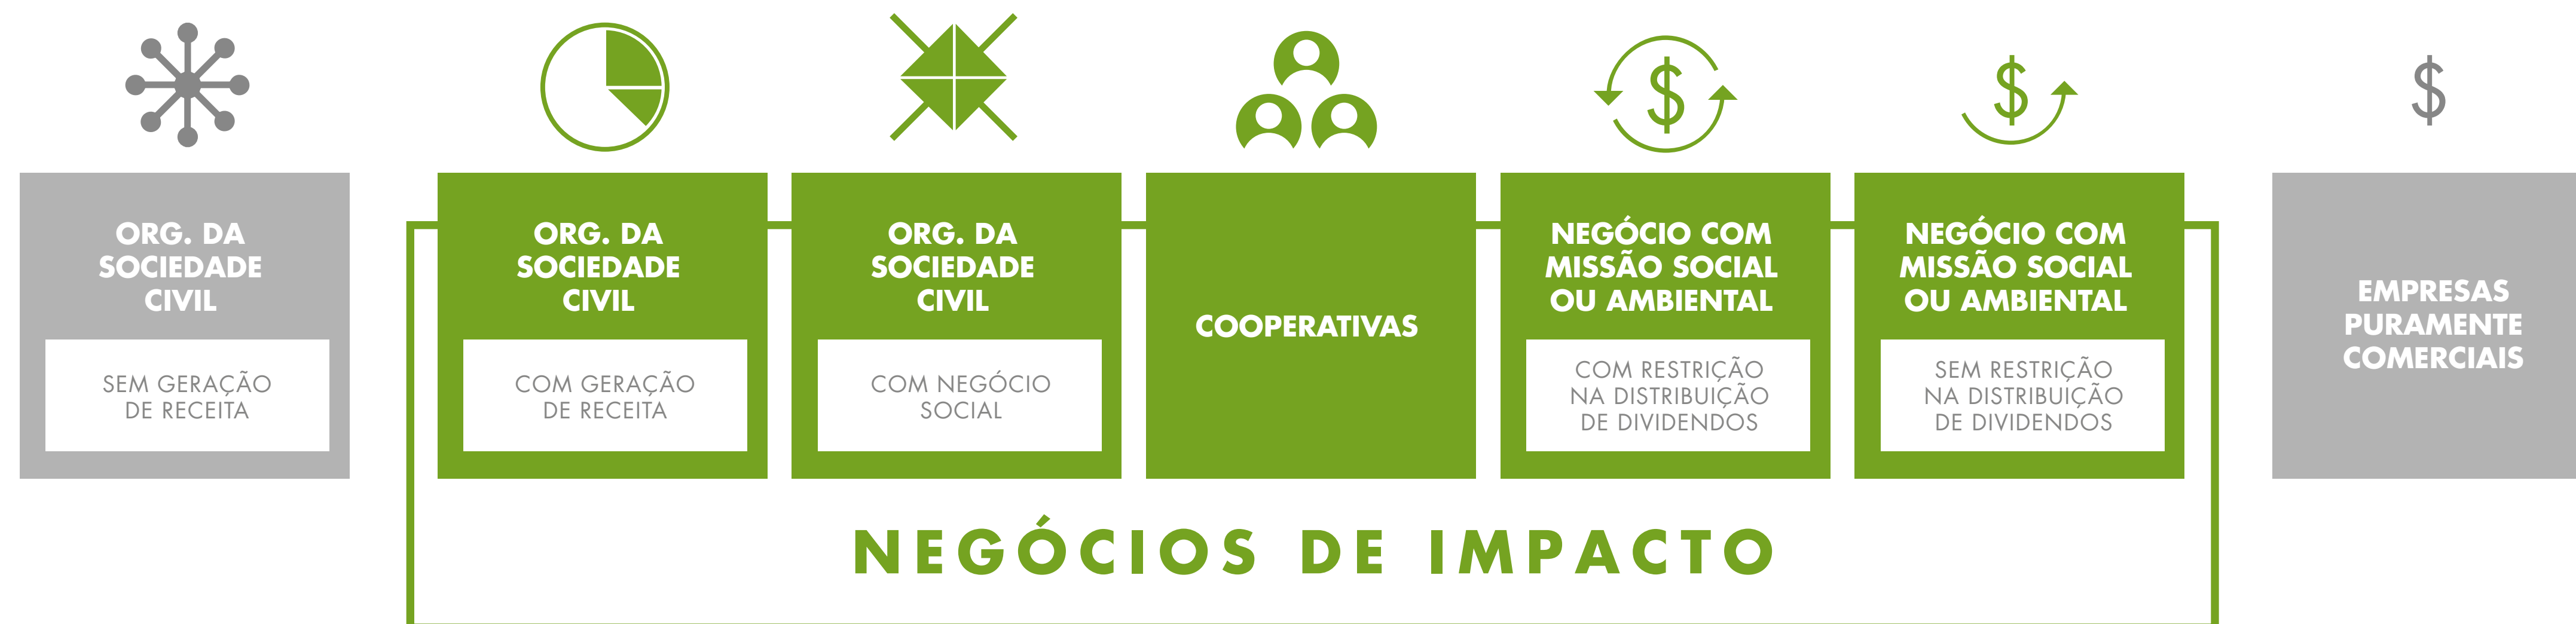 ORG. DA
SOCIEDADE
CIVIL
SEM GERAÇÃO
DE RECEITA
ORG. DA
SOCIEDADE
CIVIL
COM GERAÇÃO
DE RECEITA
ORG. DA
SOCIEDADE
CIVIL
COM NEGÓCIO
SOCIAL
COOPERATIVAS
$
NEGÓCIO COM
MISSÃO SOCIAL
OU AMBIENTAL
COM RESTRIÇÃO
NA DISTRIBUIÇÃO
DE DIVIDENDOS
$
NEGÓCIO COM
MISSÃO SOCIAL
OU AMBIENTAL
SEM RESTRIÇÃO
NA DISTRIBUIÇÃO
DE DIVIDENDOS
$
EMPRESAS
PURAMENTE
COMERCIAIS
NEGÓCIOS DE IMPACTO